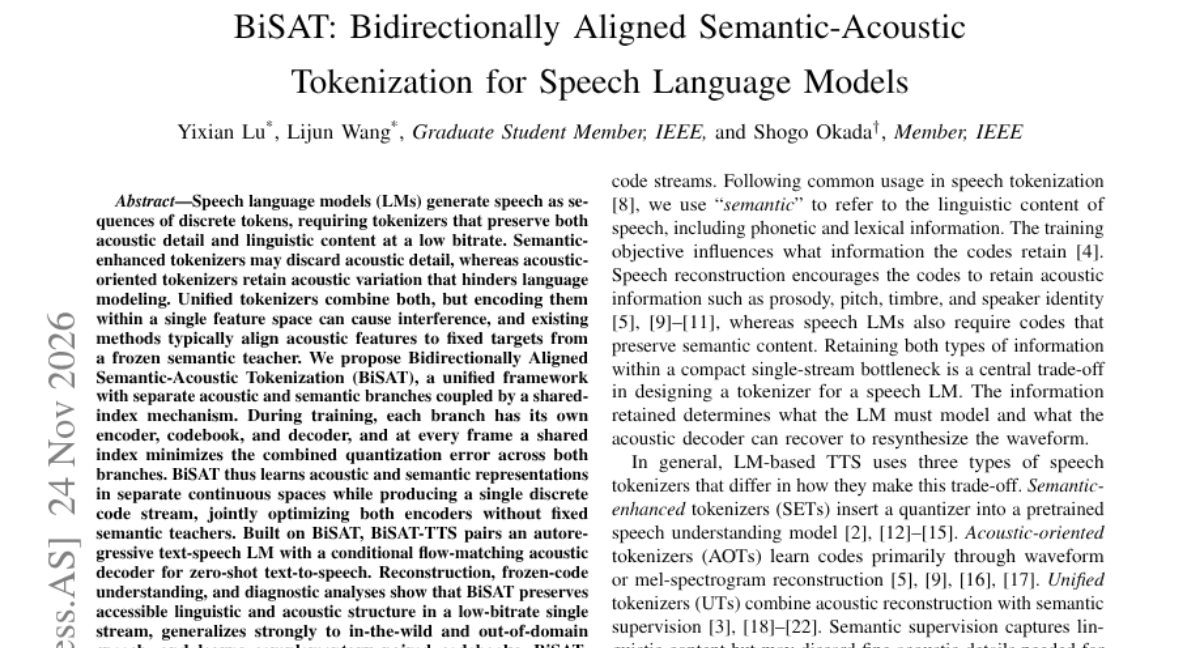 BiSAT: Bidirectionally Aligned Semantic-Acoustic
Tokenization for Speech Language Models
Yixian Lu*, Lijun Wang*, Graduate Student Member, IEEE, and Shogo Okada†, Member, IEEE
ess.AS] 24 Nov 2026
Abstract—Speech language models (LMs) generate speech as se-
quences of discrete tokens, requiring tokenizers that preserve both
acoustic detail and linguistic content at a low bitrate. Semantic-
enhanced tokenizers may discard acoustic detail, whereas acoustic-
oriented tokenizers retain acoustic variation that hinders language
modeling. Unified tokenizers combine both, but encoding them
within a single feature space can cause interference, and existing
methods typically align acoustic features to fixed targets from
a frozen semantic teacher. We propose Bidirectionally Aligned
Semantic-Acoustic Tokenization (BiSAT), a unified framework
with separate acoustic and semantic branches coupled by a shared-
index mechanism. During training, each branch has its own
encoder, codebook, and decoder, and at every frame a shared
index minimizes the combined quantization error across both
branches. BiSAT thus learns acoustic and semantic representations
in separate continuous spaces while producing a single discrete
code stream, jointly optimizing both encoders without fixed
semantic teachers. Built on BiSAT, BiSAT-TTS pairs an autore-
gressive text-speech LM with a conditional flow-matching acoustic
decoder for zero-shot text-to-speech. Reconstruction, frozen-code
understanding, and diagnostic analyses show that BiSAT preserves
accessible linguistic and acoustic structure in a low-bitrate single
stream, generalizes strongly to in-the-wild and out-of-domain
code streams. Following common usage in speech tokenization
[8], we use “semantic” to refer to the linguistic content of
speech, including phonetic and lexical information. The training
objective influences what information the codes retain [4].
Speech reconstruction encourages the codes to retain acoustic
information such as prosody, pitch, timbre, and speaker identity
[5], [9]–[11], whereas speech LMs also require codes that
preserve semantic content. Retaining both types of information
within a compact single-stream bottleneck is a central trade-off
in designing a tokenizer for a speech LM. The information
retained determines what the LM must model and what the
acoustic decoder can recover to resynthesize the waveform.
In general, LM-based TTS uses three types of speech
tokenizers that differ in how they make this trade-off. Semantic-
enhanced tokenizers (SETs) insert a quantizer into a pretrained
speech understanding model [2], [12]–[15]. Acoustic-oriented
tokenizers (AOTs) learn codes primarily through waveform
or mel-spectrogram reconstruction [5], [9], [16], [17]. Unified
tokenizers (UTs) combine acoustic reconstruction with semantic
supervision [3], [18]–[22]. Semantic supervision captures lin-